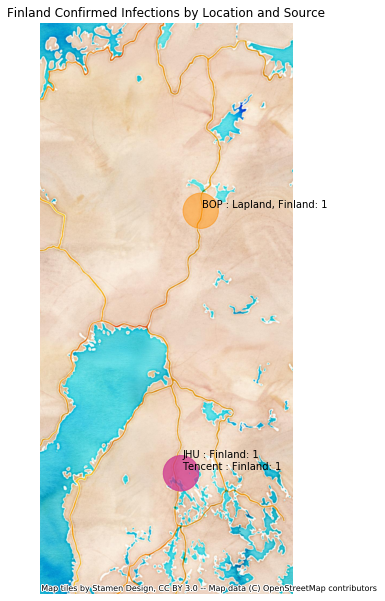 Finland Confirmed Infections by Location and Source
BOP : Lapland, Finland: 1
JHU : Finland: 1
Tencent : Finland: 1
Map tiles by Stamen Design, CC BY 3.0 -- Map data (C) OpenStreetMap contributors